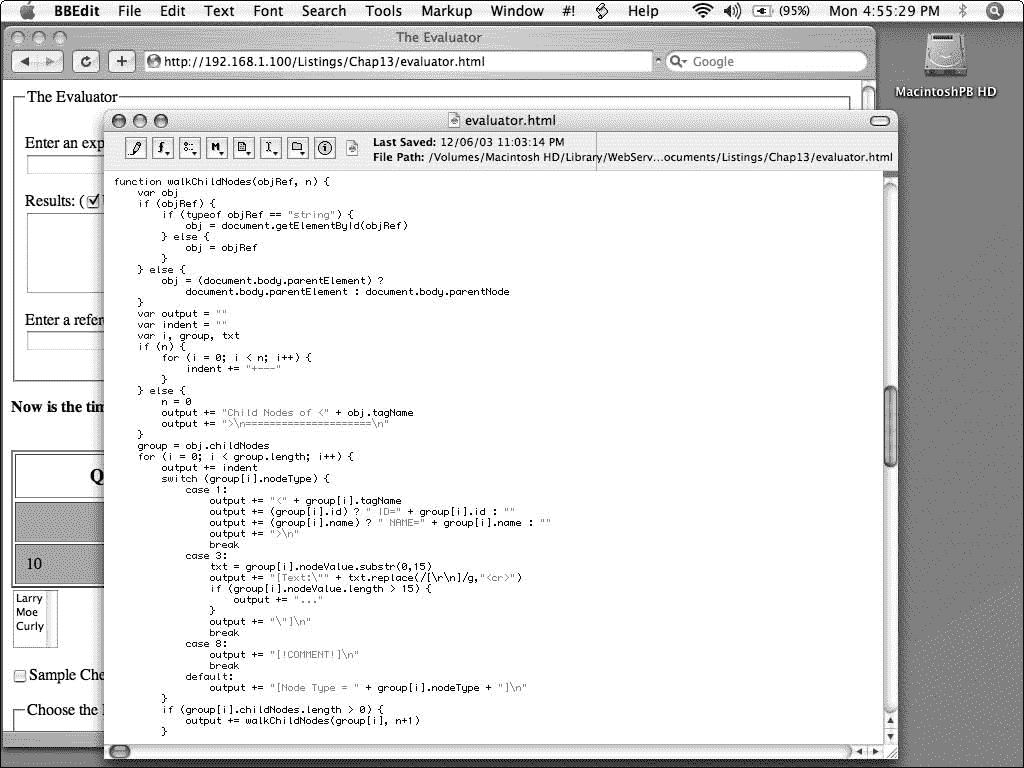 BBEdit File Edit Text Font Search Tools Markup Window #! Help (95%) Mon 4:55:29 PM
The Evaluator
http://192.168.1.100/Listings/Chap13/evaluator.html
Google
MacintoshPB HD
The Evaluator
Enter an exp
Results: (
Enter a refer
Now is the tim
Q
10
Larry
Moe
Curly
Sample Che
Choose the
evaluator.html
Last Saved: 12/06/03 11:03:14 PM
File Path: /Volumes/Macintosh HD/Library/WebServ...ocuments/Listings/Chap13/evaluator.html
function walkChildNodes(objRef, n) {
var obj
if (objRef) {
if (typeof objRef == "string") {
obj = document.getElementById(objRef)
} else {
obj = objRef
}
} else {
obj = (document.body.parentElement) ?
document.body.parentElement : document.body.parentNode
}
var output = ""
var indent = ""
var i, group, txt
if (n) {
for (i = 0; i < n; i++) {
indent += "+---"
}
} else {
n = 0
output += "Child Nodes of <" + obj.tagName
output += ">\n=====================\n"
}
group = obj.childNodes
for (i = 0; i < group.length; i++) {
output += indent
switch (group[i].nodeType) {
case 1:
output += "<" + group[i].tagName
output += (group[i].id) ? " ID=" + group[i].id : ""
output += (group[i].name) ? " NAME=" + group[i].name : ""
output += ">\n"
break
case 3:
txt = group[i].nodeValue.substr(0,15)
output += "[Text:\"" + txt.replace(/[\r\n]/g,"<cr>")
if (group[i].nodeValue.length > 15) {
output += "..."
}
output += "\"]\n"
break
case 8:
output += "[!COMMENT!]\n"
break
default:
output += "[Node Type = " + group[i].nodeType + "]\n"
}
if (group[i].childNodes.length > 0) {
output += walkChildNodes(group[i], n+1)
}